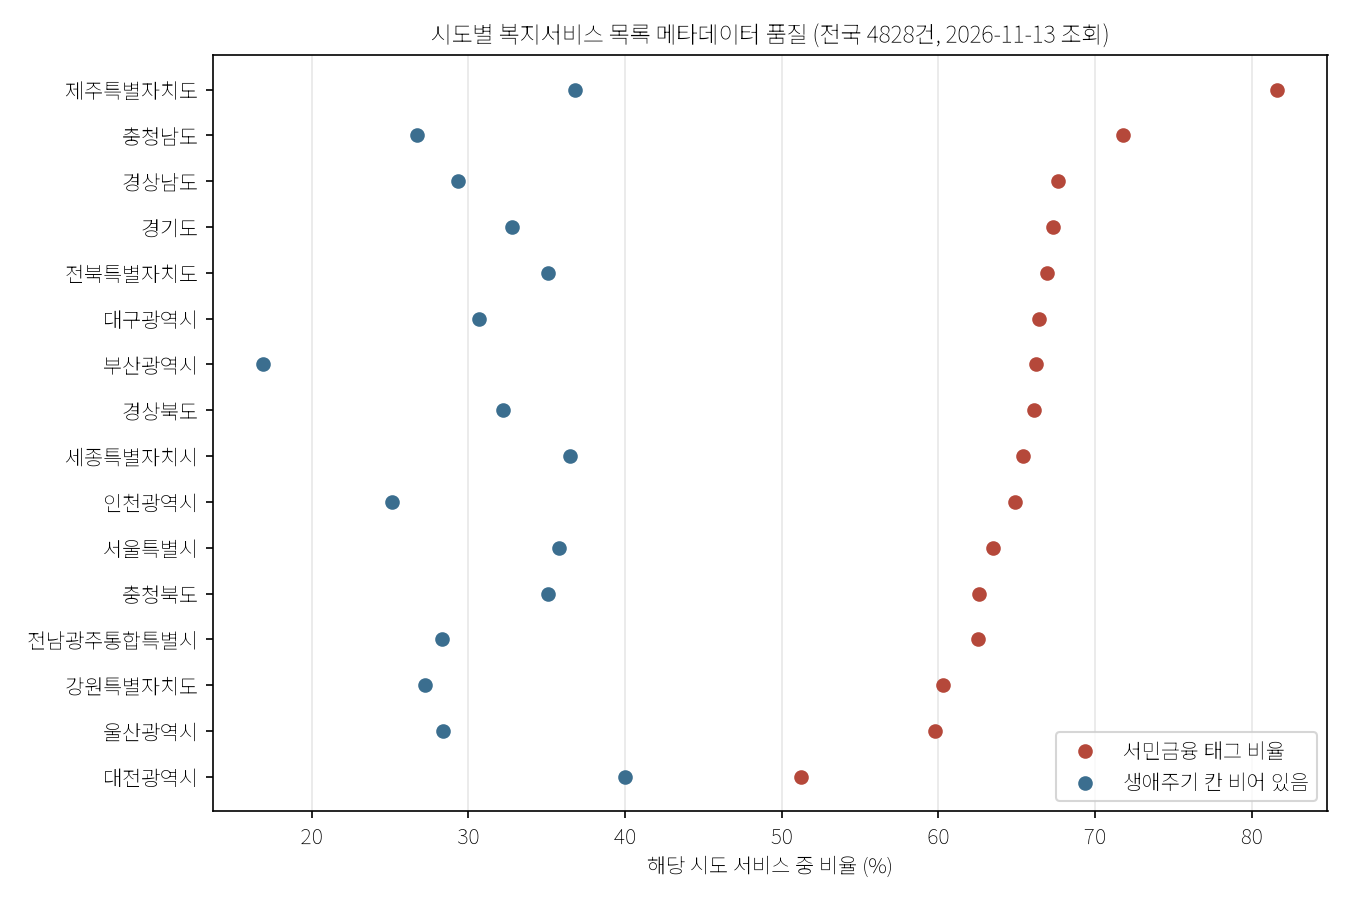 시도별 복지서비스 목록 메타데이터 품질 (전국 4828건, 2026-11-13 조회)
제주특별자치도
충청남도
경상남도
경기도
전북특별자치도
대구광역시
부산광역시
경상북도
세종특별자치시
인천광역시
서울특별시
충청북도
전남광주통합특별시
강원특별자치도
울산광역시
대전광역시
서민금융 태그 비율
생애주기 칸 비어 있음
20 30 40 50 60 70 80
해당 시도 서비스 중 비율 (%)